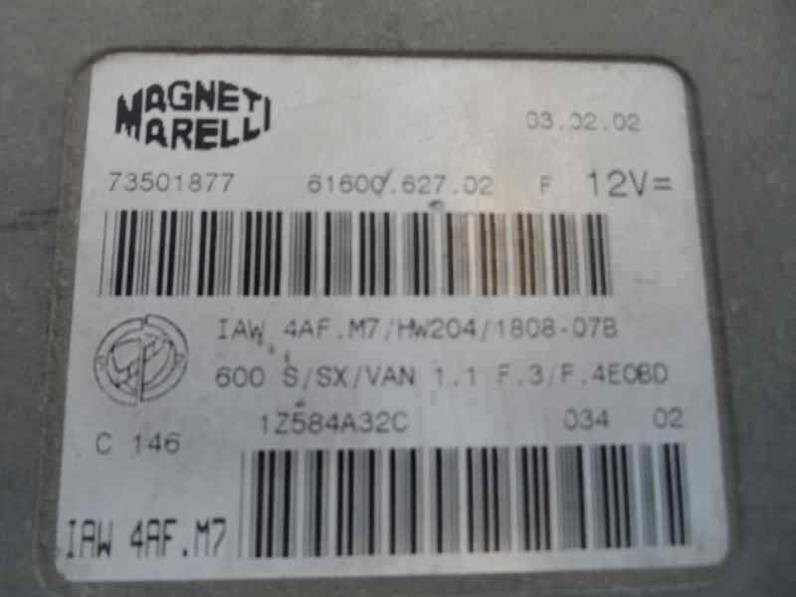 MAGNETI
MARELLI
03.02.02
73501877 61600.627.02 F 12V=
IAW 4AF.M7/HW204/1808-07B
600 S/SX/VAN 1.1 F.3/F.4EOBD
1Z584A32C 034 02
C 146
IAW 4AF.M7